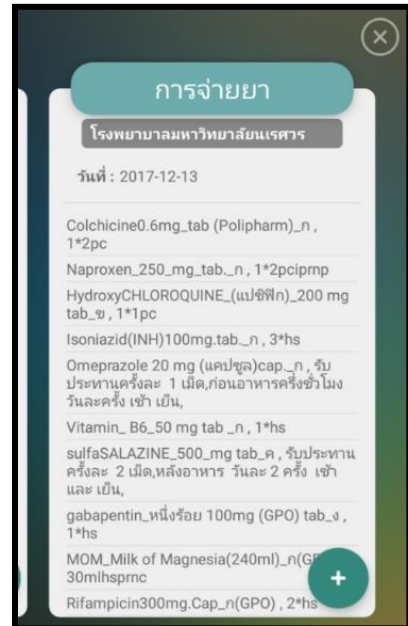 การจ่ายยา
โรงพยาบาลมหาวิทยาลัยนเรศวร
วันที่ : 2017-12-13
Colchicine0.6mg_tab (Polipharm)_ก ,
1*2pc
Naproxen_250_mg_tab._ก , 1*2pciprnp
HydroxyCHLOROQUINE_(แปซิฟิก)_200 mg
tab_ข , 1*1pc
Isoniazid(INH)100mg.tab._ก , 3*hs
Omeprazole 20 mg (แคปซูล)cap._ก , รับ
ประทานครั้งละ 1 เม็ด,ก่อนอาหารครึ่งชั่วโมง
วันละครั้ง เช้า เย็น,
Vitamin_ B6_50 mg tab _ก , 1*hs
sulfaSALAZINE_500_mg tab_ค , รับประทาน
ครั้งละ 2 เม็ด,หลังอาหาร วันละ 2 ครั้ง เช้า
และ เย็น,
gabapentin_หนึ่งร้อย 100mg (GPO) tab_ง ,
1*hs
MOM_Milk of Magnesia(240ml)_ก(GP
30mlhsprnc
Rifampicin300mg.Cap_ก(GPO) , 2*hs